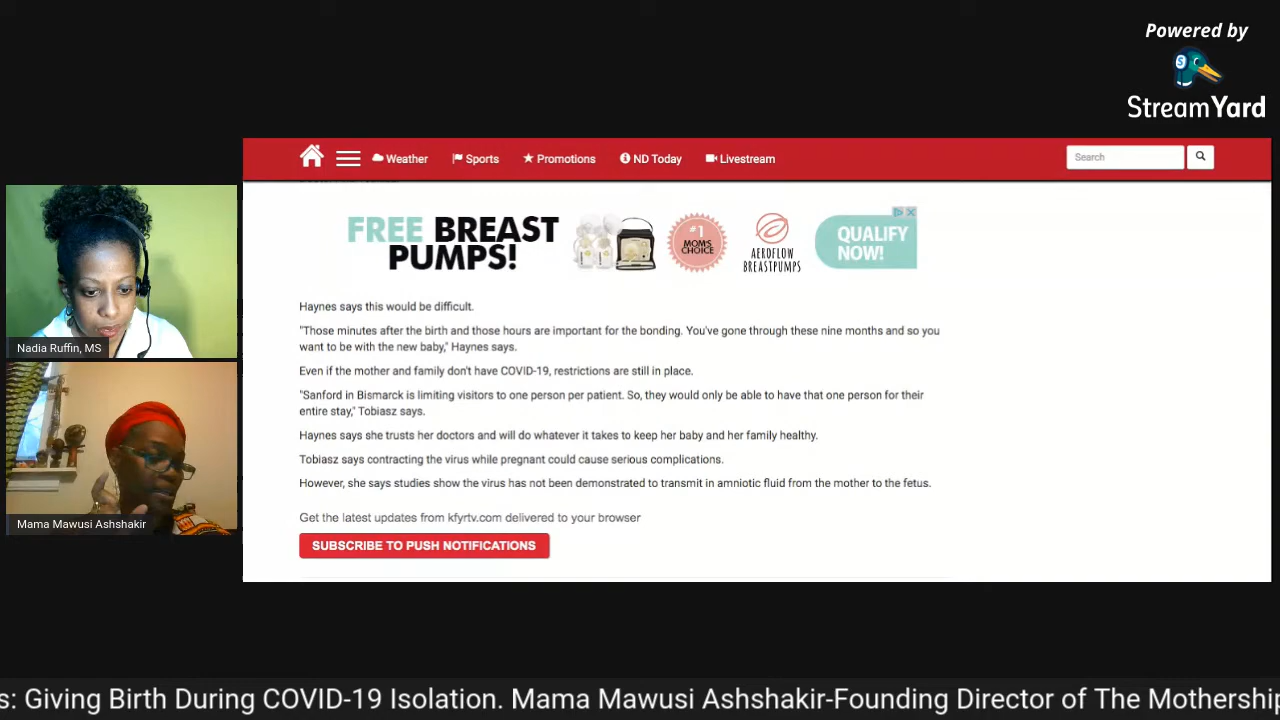 Powered by
StreamYard
Weather
Sports
Promotions
ND Today
Livestream
Search
FREE BREAST
PUMPS!
#1
MOM'S
CHOICE
AEROFLOW
BREASTPUMPS
QUALIFY
NOW!
Haynes says this would be difficult.
"Those minutes after the birth and those hours are important for the bonding. You've gone through these nine months and so you
want to be with the new baby," Haynes says.
Even if the mother and family don't have COVID-19, restrictions are still in place.
"Sanford in Bismarck is limiting visitors to one person per patient. So, they would only be able to have that one person for their
entire stay," Tobiasz says.
Haynes says she trusts her doctors and will do whatever it takes to keep her baby and her family healthy.
Tobiasz says contracting the virus while pregnant could cause serious complications.
However, she says studies show the virus has not been demonstrated to transmit in amniotic fluid from the mother to the fetus.
Get the latest updates from kfyrtv.com delivered to your browser
SUBSCRIBE TO PUSH NOTIFICATIONS
Nadia Ruffin, MS
Mama Mawusi Ashshakir
s: Giving Birth During COVID-19 Isolation. Mama Mawusi Ashshakir-Founding Director of The Mothership